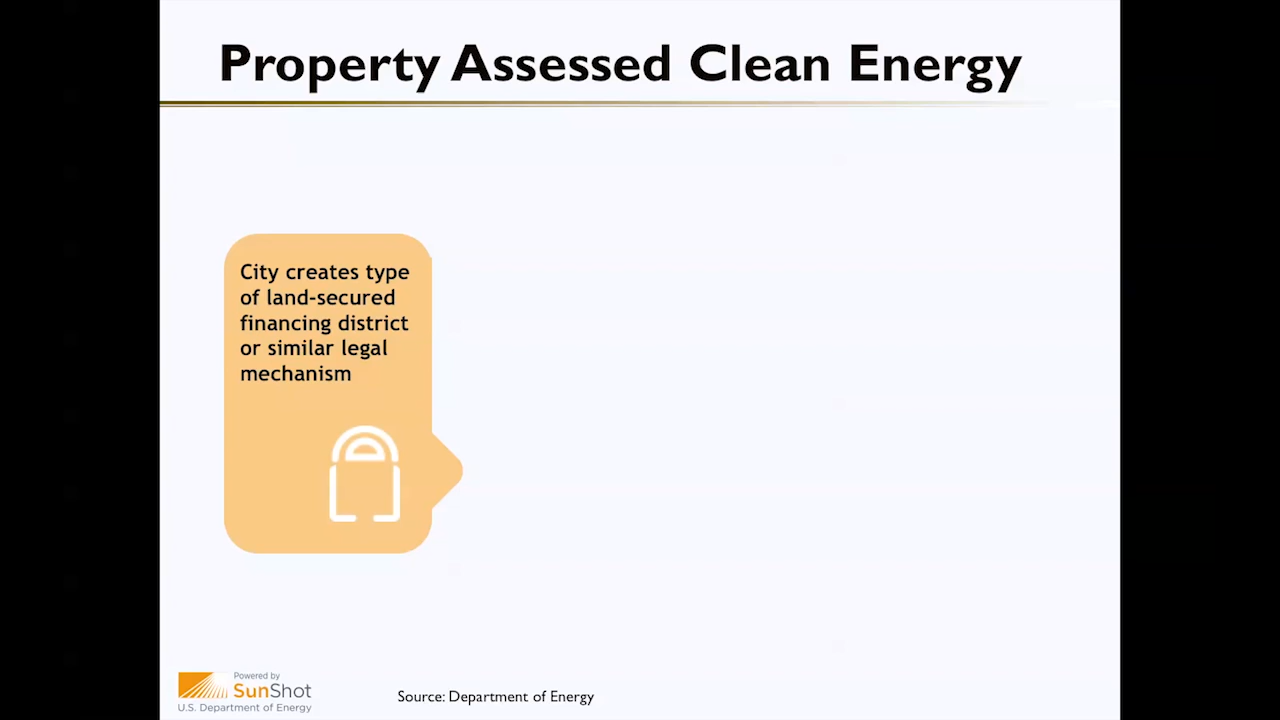 Property Assessed Clean Energy
City creates type
of land-secured
financing district
or similar legal
mechanism
Powered by
SunShot
U.S. Department of Energy
Source: Department of Energy